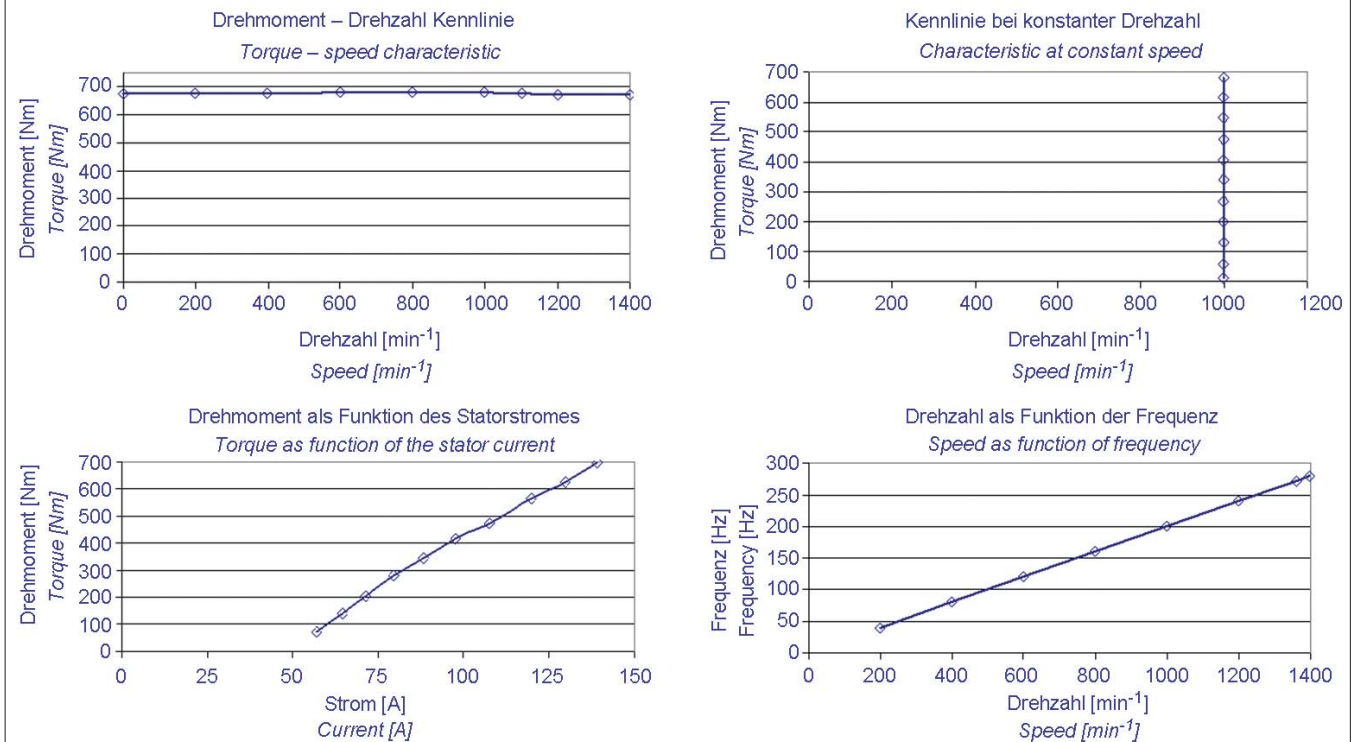 Drehmoment – Drehzahl Kennlinie
Torque – speed characteristic
Drehmoment [Nm]
Torque [Nm]
700
600
500
400
300
200
100
0
0 200 400 600 800 1000 1200 1400
Drehzahl [min⁻¹]
Speed [min⁻¹]
Kennlinie bei konstanter Drehzahl
Characteristic at constant speed
Drehmoment [Nm]
Torque [Nm]
700
600
500
400
300
200
100
0
0 200 400 600 800 1000 1200
Drehzahl [min⁻¹]
Speed [min⁻¹]
Drehmoment als Funktion des Statorstromes
Torque as function of the stator current
Drehmoment [Nm]
Torque [Nm]
700
600
500
400
300
200
100
0
0 25 50 75 100 125 150
Strom [A]
Current [A]
Drehzahl als Funktion der Frequenz
Speed as function of frequency
Frequenz [Hz]
Frequency [Hz]
300
250
200
150
100
50
0
0 200 400 600 800 1000 1200 1400
Drehzahl [min⁻¹]
Speed [min⁻¹]